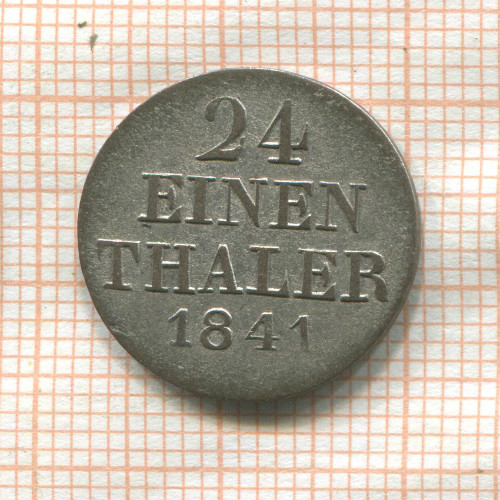 24
EINEN
THALER
1841